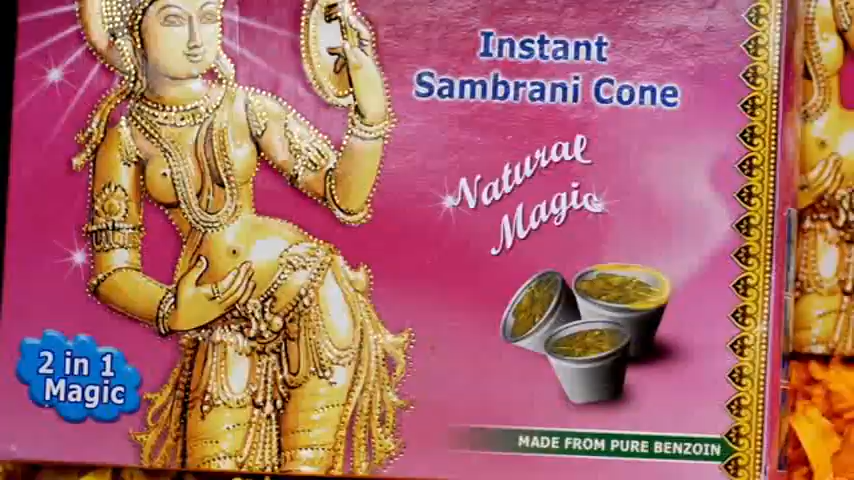 Instant
Sambrani Cone
Natural
Magic
2 in 1
Magic
MADE FROM PURE BENZOIN